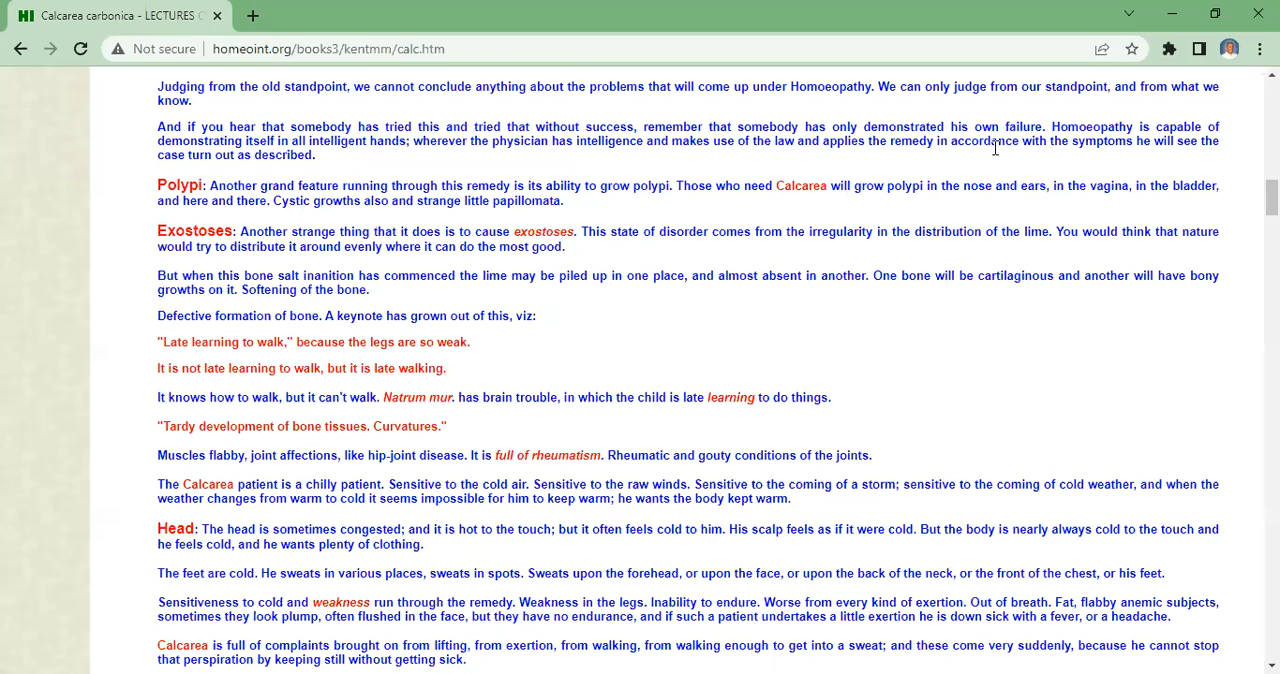 HI Calcarea carbonica - LECTURES
Not secure homeoint.org/books3/kentmm/calc.htm
Judging from the old standpoint, we cannot conclude anything about the problems that will come up under Homoeopathy. We can only judge from our standpoint, and from what we
know.
And if you hear that somebody has tried this and tried that without success, remember that somebody has only demonstrated his own failure. Homoeopathy is capable of
demonstrating itself in all intelligent hands; wherever the physician has intelligence and makes use of the law and applies the remedy in accordance with the symptoms he will see the
case turn out as described.
Polypi: Another grand feature running through this remedy is its ability to grow polypi. Those who need Calcarea will grow polypi in the nose and ears, in the vagina, in the bladder,
and here and there. Cystic growths also and strange little papillomata.
Exostoses: Another strange thing that it does is to cause exostoses. This state of disorder comes from the irregularity in the distribution of the lime. You would think that nature
would try to distribute it around evenly where it can do the most good.
But when this bone salt inanition has commenced the lime may be piled up in one place, and almost absent in another. One bone will be cartilaginous and another will have bony
growths on it. Softening of the bone.
Defective formation of bone. A keynote has grown out of this, viz:
"Late learning to walk," because the legs are so weak.
It is not late learning to walk, but it is late walking.
It knows how to walk, but it can't walk. Natrum mur. has brain trouble, in which the child is late learning to do things.
"Tardy development of bone tissues. Curvatures."
Muscles flabby, joint affections, like hip-joint disease. It is full of rheumatism. Rheumatic and gouty conditions of the joints.
The Calcarea patient is a chilly patient. Sensitive to the cold air. Sensitive to the raw winds. Sensitive to the coming of a storm; sensitive to the coming of cold weather, and when the
weather changes from warm to cold it seems impossible for him to keep warm; he wants the body kept warm.
Head: The head is sometimes congested; and it is hot to the touch; but it often feels cold to him. His scalp feels as if it were cold. But the body is nearly always cold to the touch and
he feels cold, and he wants plenty of clothing.
The feet are cold. He sweats in various places, sweats in spots. Sweats upon the forehead, or upon the face, or upon the back of the neck, or the front of the chest, or his feet.
Sensitiveness to cold and weakness run through the remedy. Weakness in the legs. Inability to endure. Worse from every kind of exertion. Out of breath. Fat, flabby anemic subjects,
sometimes they look plump, often flushed in the face, but they have no endurance, and if such a patient undertakes a little exertion he is down sick with a fever, or a headache.
Calcarea is full of complaints brought on from lifting, from exertion, from walking, from walking enough to get into a sweat; and these come very suddenly, because he cannot stop
that perspiration by keeping still without getting sick.